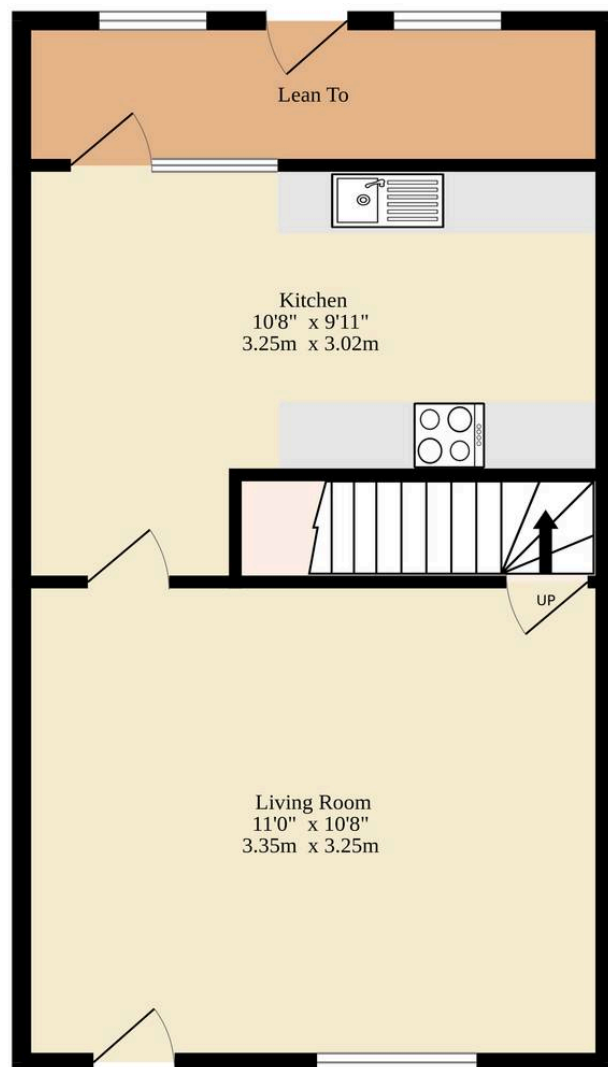 Lean To
Kitchen
10'8" x 9'11"
3.25m x 3.02m
UP
Living Room
11'0" x 10'8"
3.35m x 3.25m